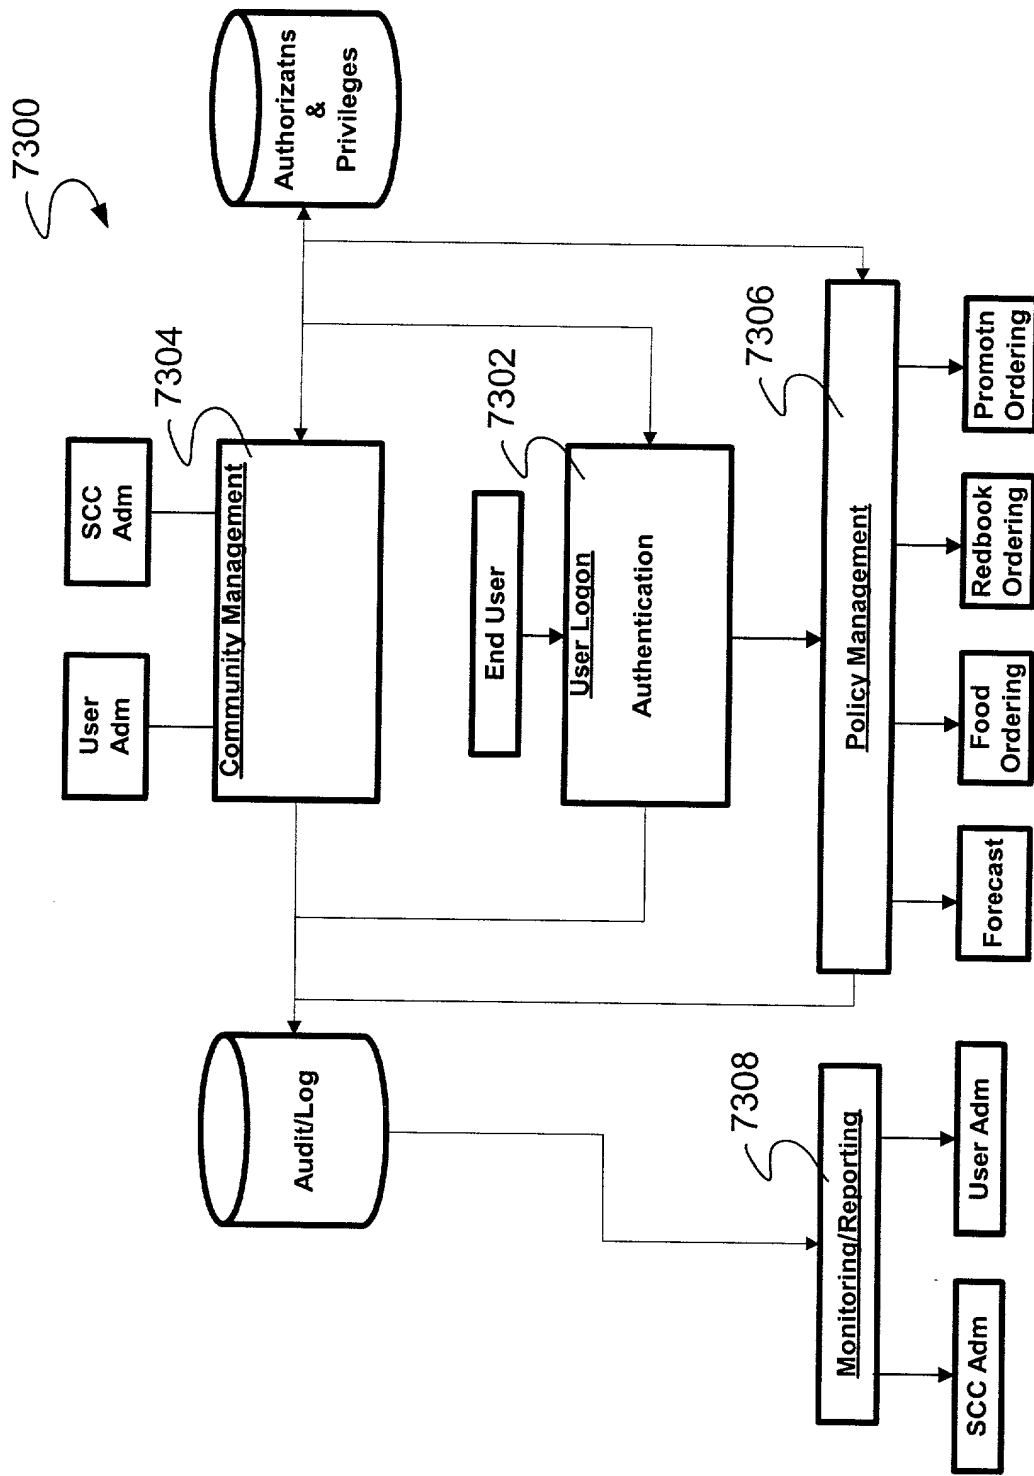 7300
User
Adm
SCC
Adm
7304
Community Management
Audit/Log
Authorizatns
&
Privileges
End User
7302
User Logon
Authentication
7308
7306
Monitoring/Reporting
Policy Management
SCC Adm
User Adm
Forecast
Food
Ordering
Redbook
Ordering
Promotn
Ordering